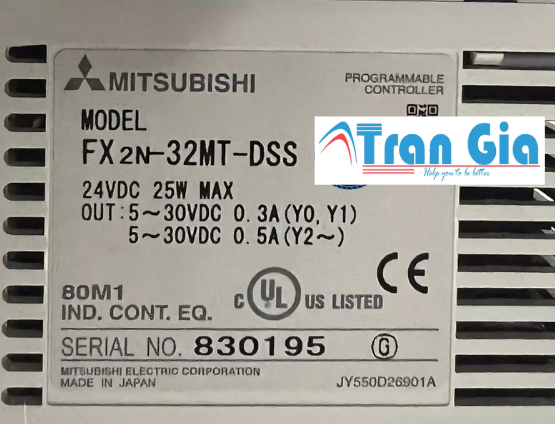 MITSUBISHI
PROGRAMMABLE
CONTROLLER
MODEL
FX2N-32MT-DSS
Tran Gia
Help you to be better
24VDC 25W MAX
OUT:5~30VDC 0.3A(Y0,Y1)
5~30VDC 0.5A(Y2~)
80M1
IND. CONT. EQ.
C UL US LISTED
CE
SERIAL NO. 830195 G
MITSUBISHI ELECTRIC CORPORATION
MADE IN JAPAN
JY550D26901A